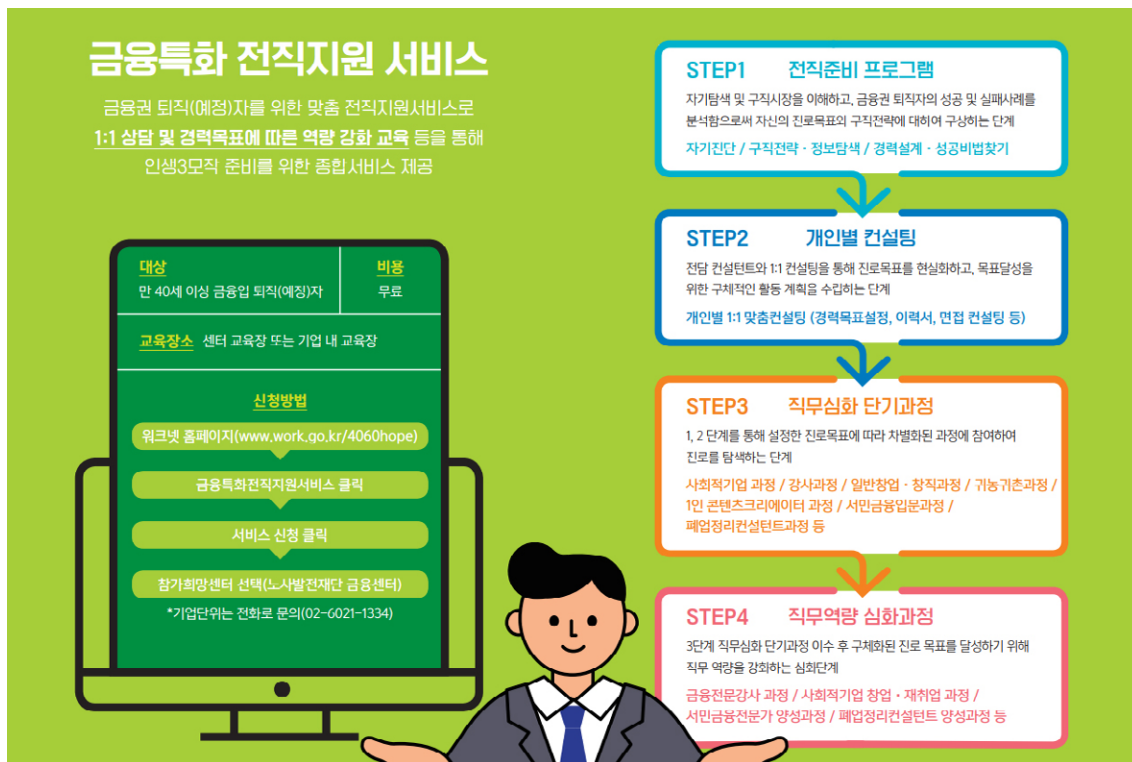 금융특화 전직지원 서비스
금융권 퇴직(예정)자를 위한 맞춤 전직지원서비스로
1:1 상담 및 경력목표에 따른 역량 강화 교육 등을 통해
인생3모작 준비를 위한 종합서비스 제공
대상
만 40세 이상 금융입 퇴직(예정)자
비용
무료
교육장소 센터 교육장 또는 기업 내 교육장
신청방법
워크넷 홈페이지(www.work.go.kr/4060hope)
금융특화전직지원서비스 클릭
서비스 신청 클릭
참가희망센터 선택(노사발전재단 금융센터)
*기업단위는 전화로 문의(02-6021-1334)
STEP1 전직준비 프로그램
자기탐색 및 구직시장을 이해하고, 금융권 퇴직자의 성공 및 실패사례를
분석함으로써 자신의 진로목표의 구직전략에 대하여 구상하는 단계
자기진단 / 구직전략 · 정보탐색 / 경력설계 · 성공비법찾기
STEP2 개인별 컨설팅
전담 컨설턴트와 1:1 컨설팅을 통해 진로목표를 현실화하고, 목표달성을
위한 구체적인 활동 계획을 수립하는 단계
개인별 1:1 맞춤컨설팅 (경력목표설정, 이력서, 면접 컨설팅 등)
STEP3 직무심화 단기과정
1, 2 단계를 통해 설정한 진로목표에 따라 차별화된 과정에 참여하여
진로를 탐색하는 단계
사회적기업 과정 / 강사과정 / 일반창업 · 창직과정 / 귀농귀촌과정 /
1인 콘텐츠크리에이터 과정 / 서민금융입문과정 /
폐업정리컨설턴트과정 등
STEP4 직무역량 심화과정
3단계 직무심화 단기과정 이수 후 구체화된 진로 목표를 달성하기 위해
직무 역량을 강화하는 심화단계
금융전문강사 과정 / 사회적기업 창업 · 재취업 과정 /
서민금융전문가 양성과정 / 폐업정리컨설턴트 양성과정 등